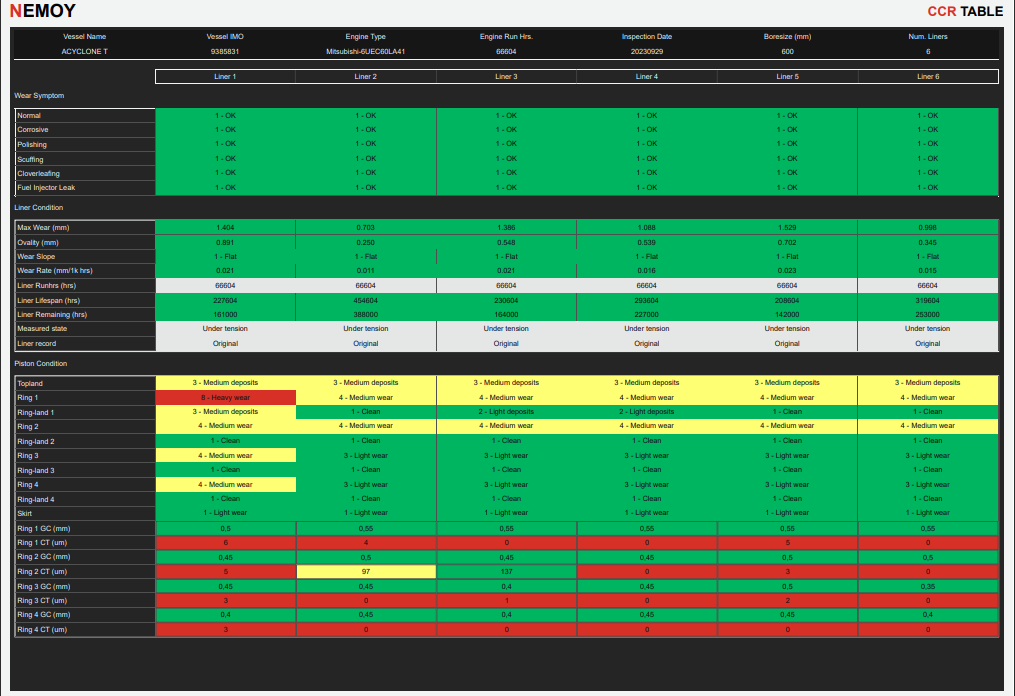 NEMOY
CCR TABLE
Vessel Name Vessel IMO Engine Type Engine Run Hrs. Inspection Date Boresize (mm) Num. Liners
ACYCLONE T 9385831 Mitsubishi-6UEC60LA41 66604 20230929 600 6
Liner 1 Liner 2 Liner 3 Liner 4 Liner 5 Liner 6
Wear Symptom
Normal 1 - OK 1 - OK 1 - OK 1 - OK 1 - OK 1 - OK
Corrosive 1 - OK 1 - OK 1 - OK 1 - OK 1 - OK 1 - OK
Polishing 1 - OK 1 - OK 1 - OK 1 - OK 1 - OK 1 - OK
Scuffing 1 - OK 1 - OK 1 - OK 1 - OK 1 - OK 1 - OK
Cloverleafing 1 - OK 1 - OK 1 - OK 1 - OK 1 - OK 1 - OK
Fuel Injector Leak 1 - OK 1 - OK 1 - OK 1 - OK 1 - OK 1 - OK
Liner Condition
Max Wear (mm) 1.404 0.703 1.386 1.088 1.529 0.998
Ovality (mm) 0.891 0.250 0.548 0.539 0.702 0.345
Wear Slope 1 - Flat 1 - Flat 1 - Flat 1 - Flat 1 - Flat 1 - Flat
Wear Rate (mm/1k hrs) 0.021 0.011 0.021 0.016 0.023 0.015
Liner Runhrs (hrs) 66604 66604 66604 66604 66604 66604
Liner Lifespan (hrs) 227604 454604 230604 293604 208604 319604
Liner Remaining (hrs) 161000 388000 164000 227000 142000 253000
Measured state Under tension Under tension Under tension Under tension Under tension Under tension
Liner record Original Original Original Original Original Original
Piston Condition
Topland 3 - Medium deposits 3 - Medium deposits 3 - Medium deposits 3 - Medium deposits 3 - Medium deposits 3 - Medium deposits
Ring 1 8 - Heavy wear 4 - Medium wear 4 - Medium wear 4 - Medium wear 4 - Medium wear 4 - Medium wear
Ring-land 1 3 - Medium deposits 1 - Clean 2 - Light deposits 2 - Light deposits 1 - Clean 1 - Clean
Ring 2 4 - Medium wear 4 - Medium wear 4 - Medium wear 4 - Medium wear 4 - Medium wear 4 - Medium wear
Ring-land 2 1 - Clean 1 - Clean 1 - Clean 1 - Clean 1 - Clean 1 - Clean
Ring 3 4 - Medium wear 3 - Light wear 3 - Light wear 3 - Light wear 3 - Light wear 3 - Light wear
Ring-land 3 1 - Clean 1 - Clean 1 - Clean 1 - Clean 1 - Clean 1 - Clean
Ring 4 4 - Medium wear 3 - Light wear 3 - Light wear 3 - Light wear 3 - Light wear 3 - Light wear
Ring-land 4 1 - Clean 1 - Clean 1 - Clean 1 - Clean 1 - Clean 1 - Clean
Skirt 1 - Light wear 1 - Light wear 1 - Light wear 1 - Light wear 1 - Light wear 1 - Light wear
Ring 1 GC (mm) 0,5 0,55 0,55 0,55 0,55 0,55
Ring 1 CT (um) 6 4 0 0 5 0
Ring 2 GC (mm) 0,45 0,5 0,45 0,45 0,5 0,5
Ring 2 CT (um) 5 97 137 0 3 0
Ring 3 GC (mm) 0,45 0,45 0,4 0,45 0,5 0,35
Ring 3 CT (um) 3 0 1 0 2 0
Ring 4 GC (mm) 0,4 0,45 0,4 0,45 0,45 0,4
Ring 4 CT (um) 3 0 0 0 0 0